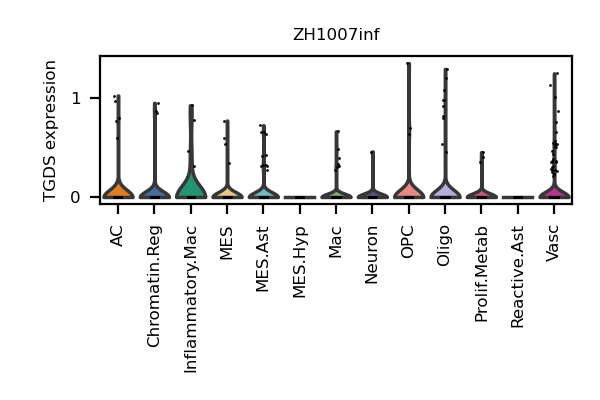 ZH1007inf
TGDS expression
1
0
AC
Chromatin.Reg
Inflammatory.Mac
MES
MES.Ast
MES.Hyp
Mac
Neuron
OPC
Oligo
Prolif.Metab
Reactive.Ast
Vasc